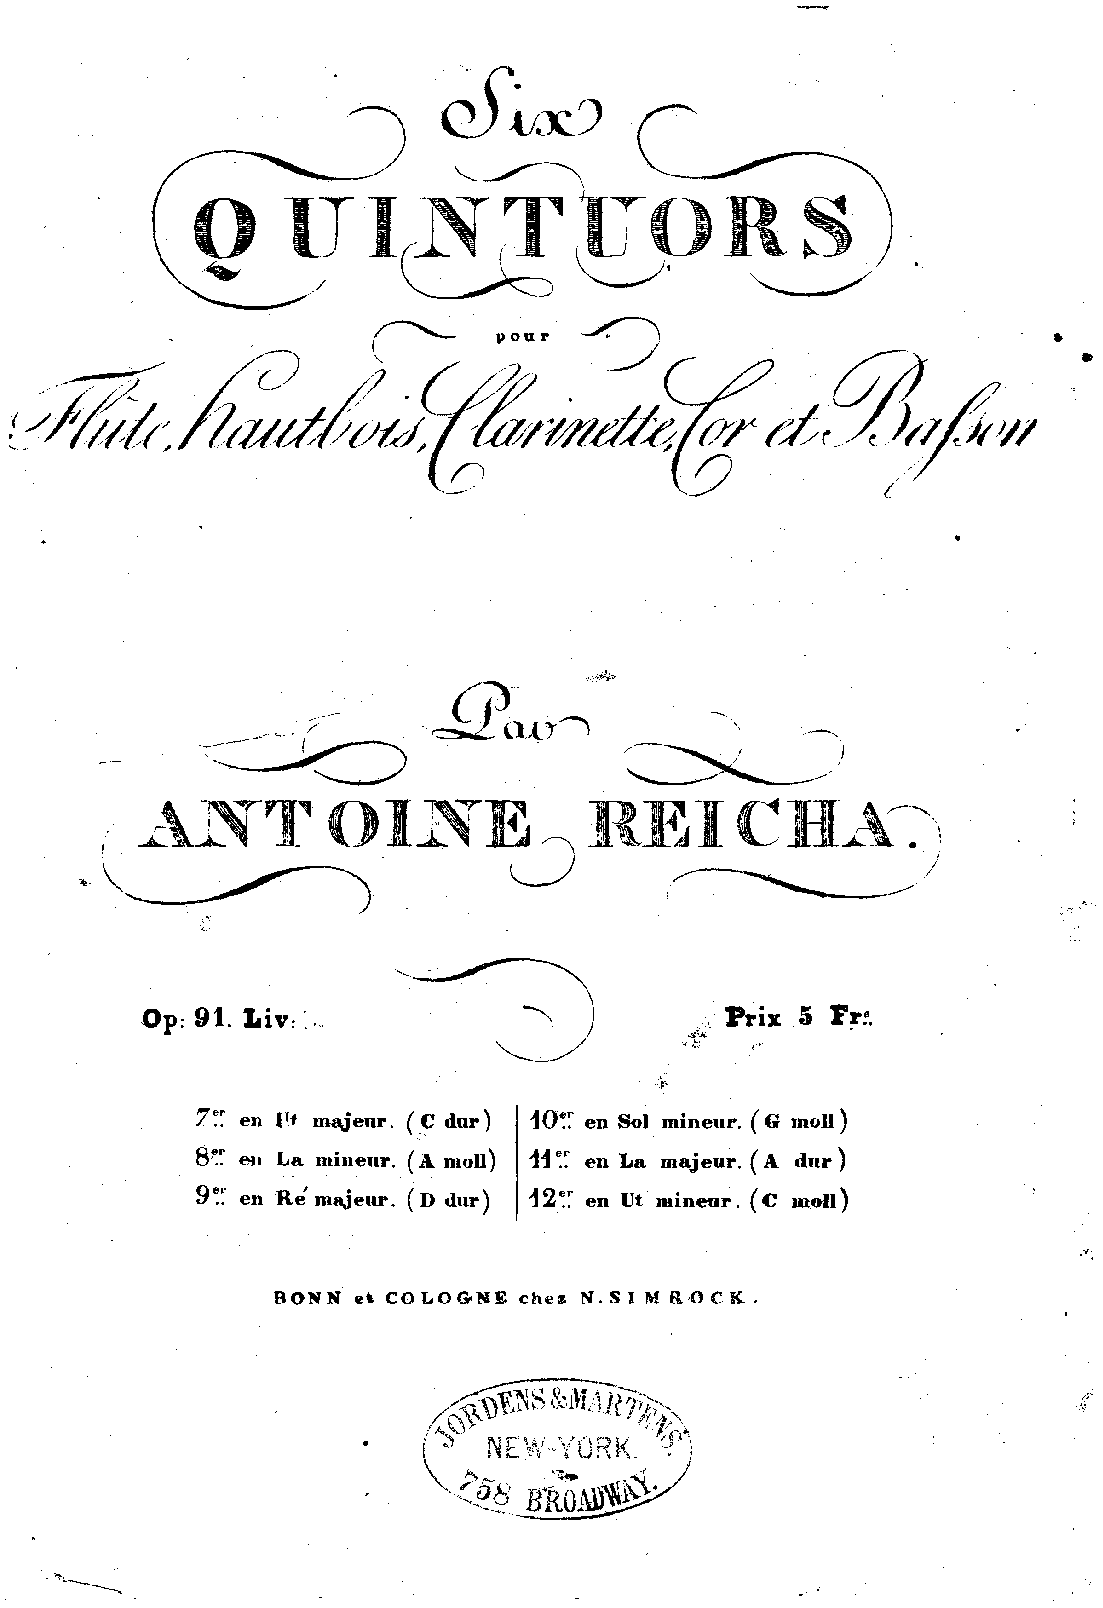 Six
QUINTUORS
pour
Flûte, hautbois, Clarinette, Cor et Basson
Par
ANTOINE REICHA.
Op: 91. Liv: Prix 5 Frs.
7er en Ut majeur. (C dur) 10er en Sol mineur. (G moll)
8er en La mineur. (A moll) 11er en La majeur. (A dur)
9er en Ré majeur. (D dur) 12er en Ut mineur. (C moll)
BONN et COLOGNE chez N. SIMROCK.
JORDENS & MARTENS.
NEW-YORK.
758 BROADWAY.